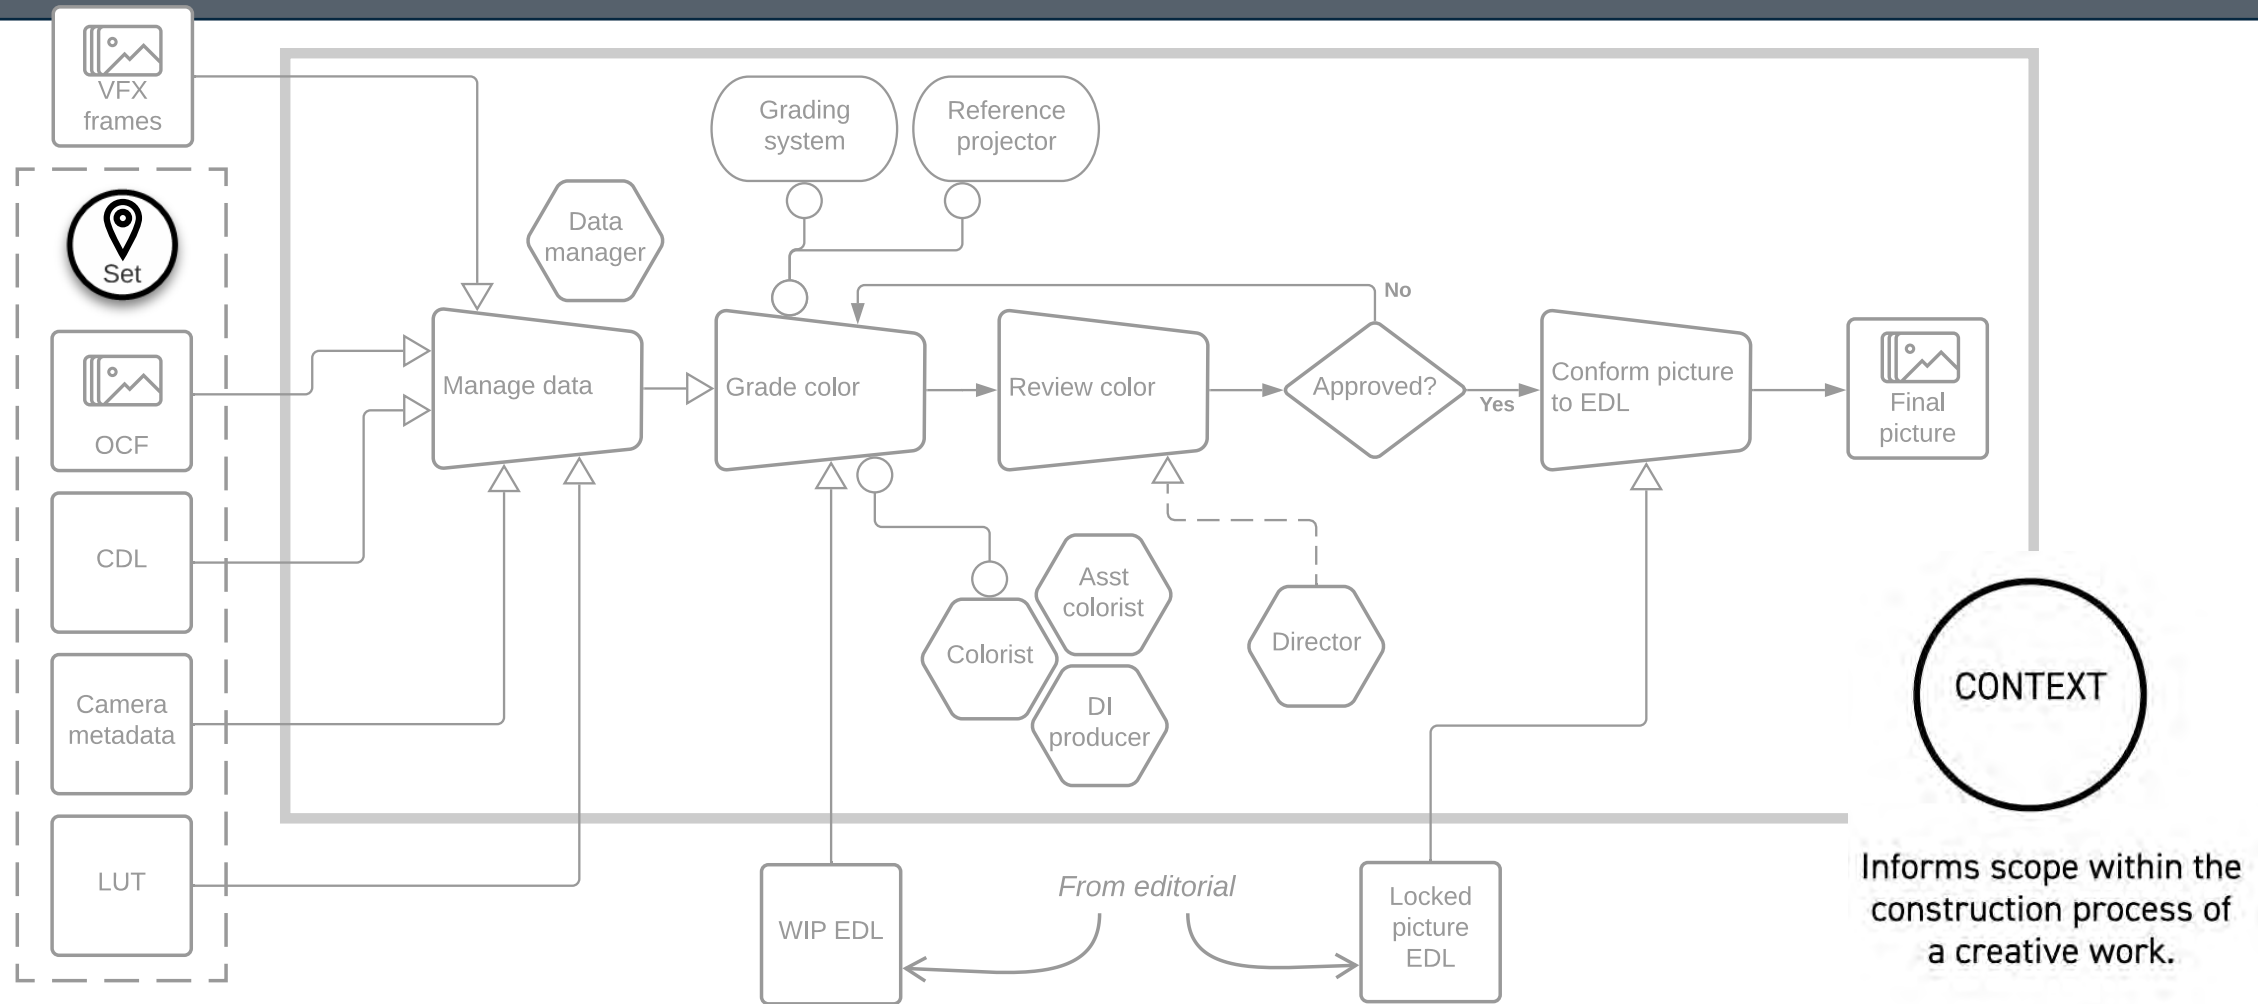 VFX
frames
Set
OCF
CDL
Camera
metadata
LUT
Data
manager
Grading
system
Reference
projector
Manage data
Grade color
Review color
Approved?
No
Yes
Conform picture
to EDL
Final
picture
Colorist
Asst
colorist
DI
producer
Director
WIP EDL
From editorial
Locked
picture
EDL
CONTEXT
Informs scope within the
construction process of
a creative work.